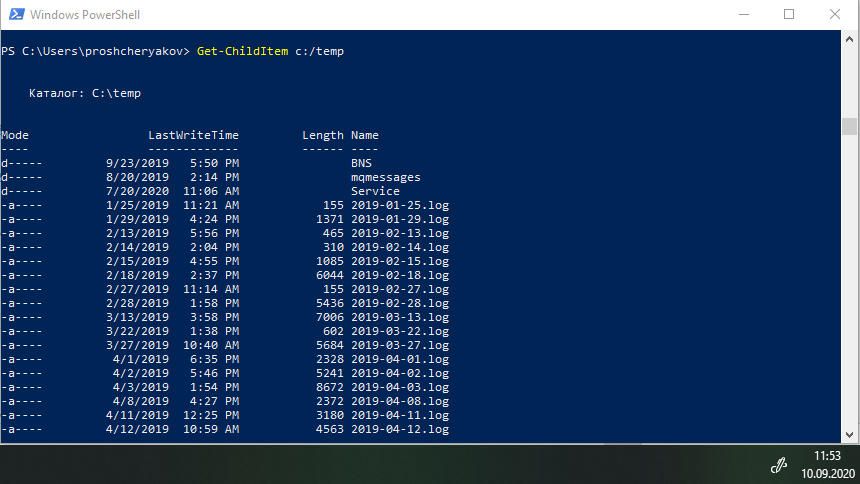 Windows PowerShell
PS C:\Users\proshcheryakov> Get-ChildItem c:/temp
Каталог: C:\temp
Mode LastWriteTime Length Name
---- ------------- ------ ----
d----- 9/23/2019 5:50 PM BNS
d----- 8/20/2019 2:14 PM mqmessages
d----- 7/20/2020 11:06 AM Service
-a---- 1/25/2019 11:21 AM 155 2019-01-25.log
-a---- 1/29/2019 4:24 PM 1371 2019-01-29.log
-a---- 2/13/2019 5:56 PM 465 2019-02-13.log
-a---- 2/14/2019 2:04 PM 310 2019-02-14.log
-a---- 2/15/2019 4:55 PM 1085 2019-02-15.log
-a---- 2/18/2019 2:37 PM 6044 2019-02-18.log
-a---- 2/27/2019 11:14 AM 155 2019-02-27.log
-a---- 2/28/2019 1:58 PM 5436 2019-02-28.log
-a---- 3/13/2019 3:58 PM 7006 2019-03-13.log
-a---- 3/22/2019 1:38 PM 602 2019-03-22.log
-a---- 3/27/2019 10:40 AM 5684 2019-03-27.log
-a---- 4/1/2019 6:35 PM 2328 2019-04-01.log
-a---- 4/2/2019 5:46 PM 5241 2019-04-02.log
-a---- 4/3/2019 1:54 PM 8672 2019-04-03.log
-a---- 4/8/2019 4:27 PM 2372 2019-04-08.log
-a---- 4/11/2019 12:25 PM 3180 2019-04-11.log
-a---- 4/12/2019 10:59 AM 4563 2019-04-12.log
11:53
10.09.2020